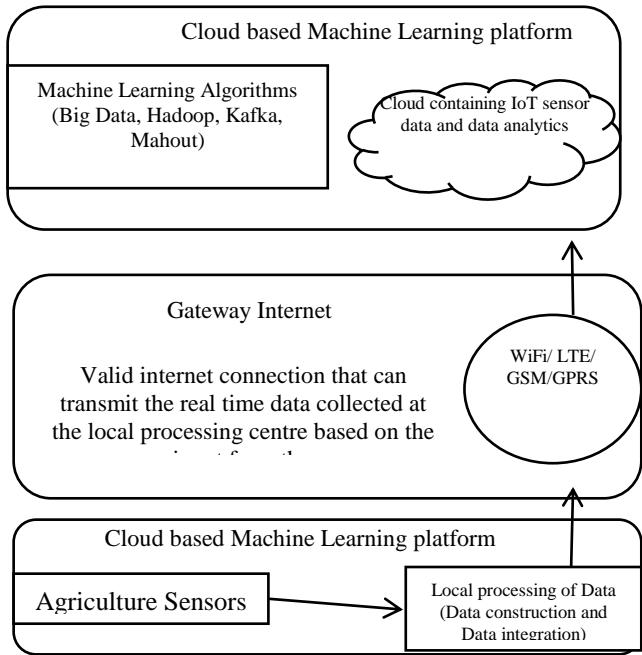 Cloud based Machine Learning platform
Machine Learning Algorithms
(Big Data, Hadoop, Kafka,
Mahout)
Cloud containing IoT sensor
data and data analytics
Gateway Internet
Valid internet connection that can
transmit the real time data collected at
the local processing centre based on the
WiFi/ LTE/
GSM/GPRS
Cloud based Machine Learning platform
Agriculture Sensors
Local processing of Data
(Data construction and
Data integration)